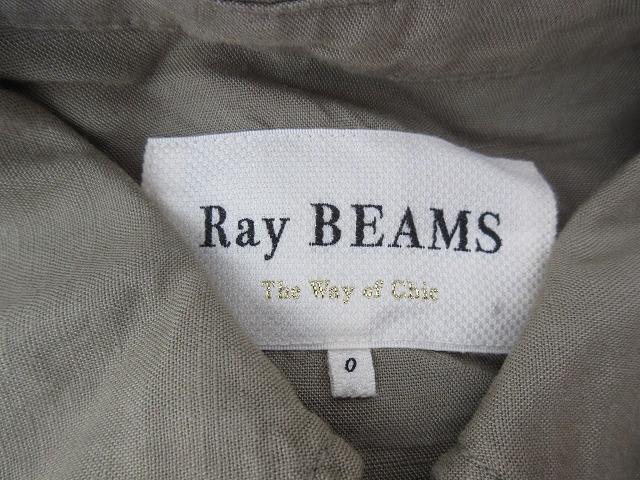 Ray BEAMS
The Way of Chic
0